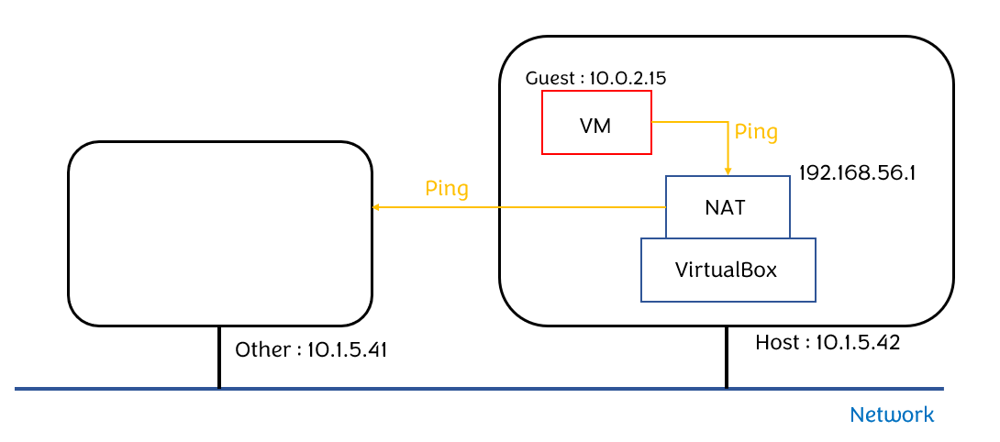 Guest : 10.0.2.15
VM
Ping
192.168.56.1
Ping
NAT
VirtualBox
Other : 10.1.5.41
Host : 10.1.5.42
Network